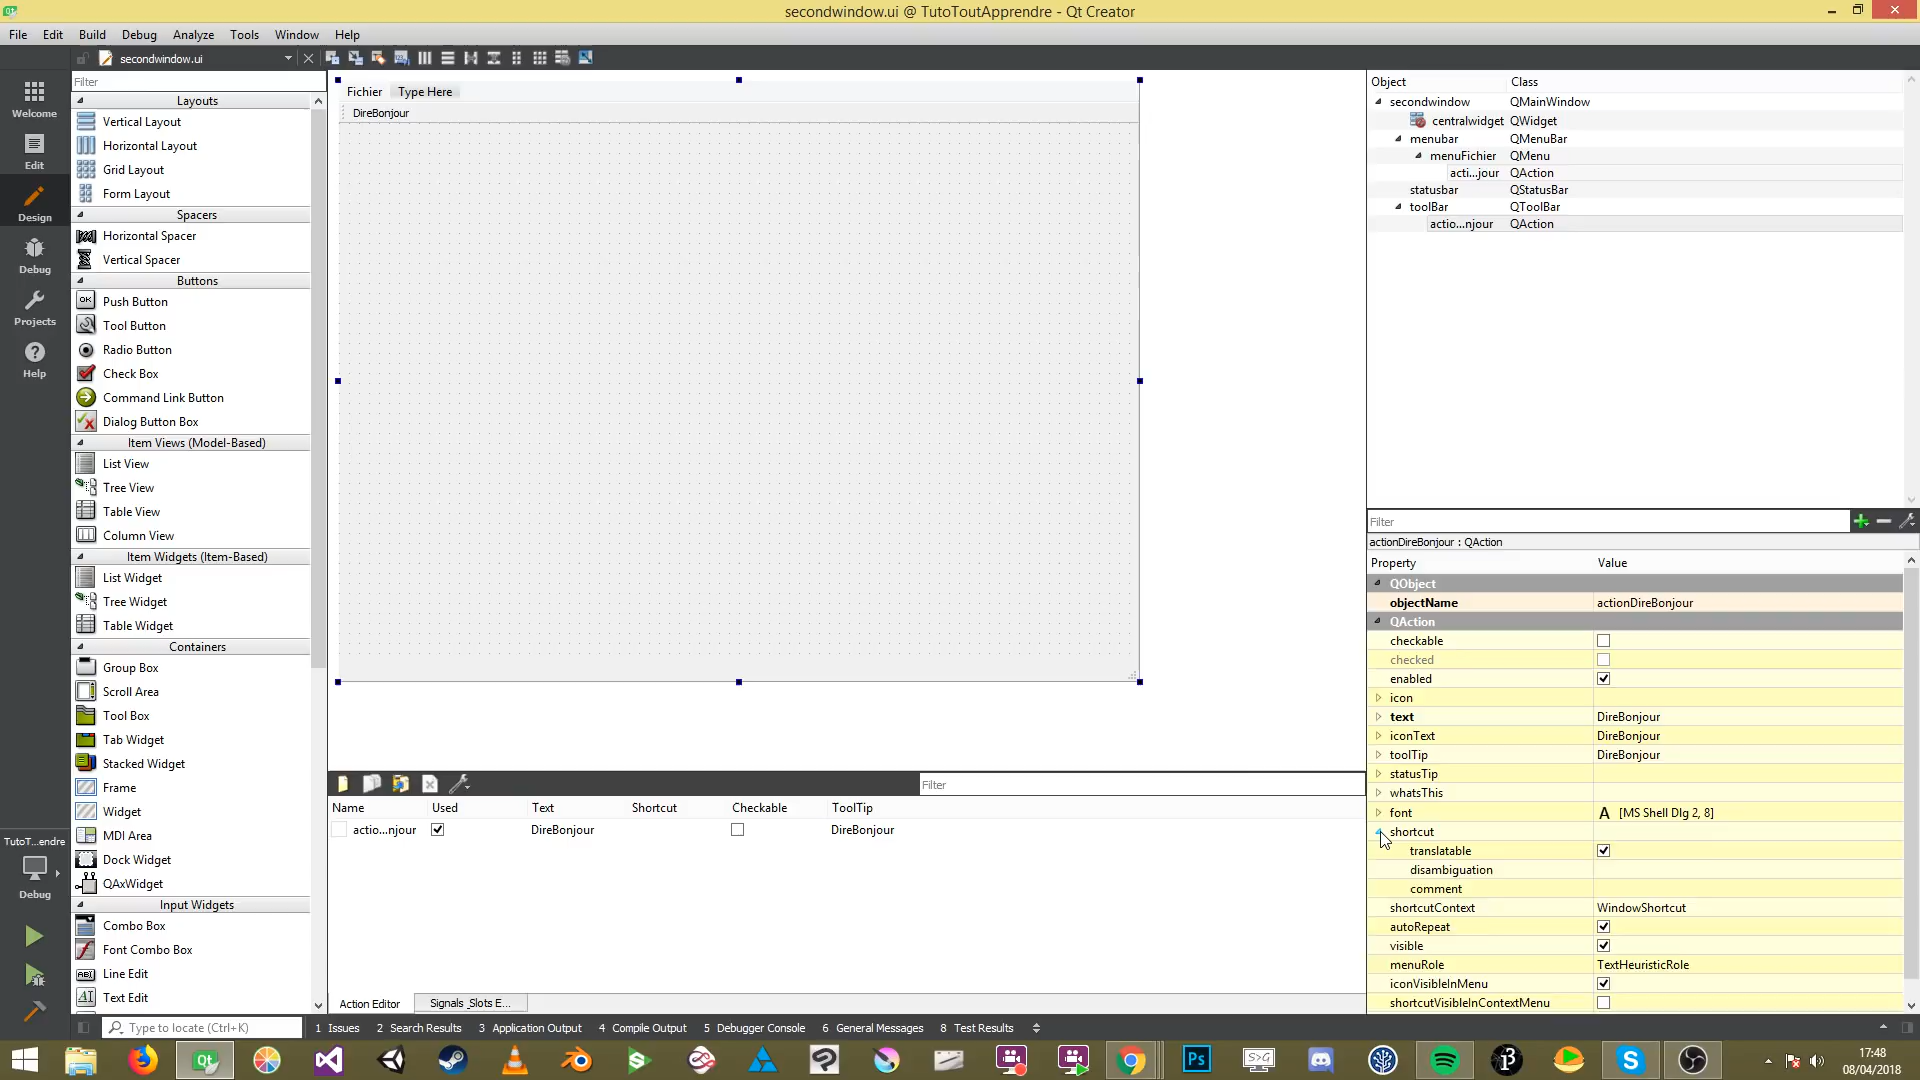 secondwindow.ui @ TutoToutApprendre - Qt Creator
File Edit Build Debug Analyze Tools Window Help
secondwindow.ui
Welcome
Edit
Design
Debug
Projects
Help
TutoT...endre
Debug
Filter
Layouts
Vertical Layout
Horizontal Layout
Grid Layout
Form Layout
Spacers
Horizontal Spacer
Vertical Spacer
Buttons
OK Push Button
Tool Button
Radio Button
Check Box
Command Link Button
Dialog Button Box
Item Views (Model-Based)
List View
Tree View
Table View
Column View
Item Widgets (Item-Based)
List Widget
Tree Widget
Table Widget
Containers
Group Box
Scroll Area
Tool Box
Tab Widget
Stacked Widget
Frame
Widget
MDI Area
Dock Widget
QAxWidget
Input Widgets
Combo Box
Font Combo Box
ABI Line Edit
AI Text Edit
Fichier Type Here
DireBonjour
Filter
Name Used Text Shortcut Checkable ToolTip
actio...njour DireBonjour DireBonjour
Action Editor Signals_Slots E...
Object Class
secondwindow QMainWindow
centralwidget QWidget
menubar QMenuBar
menuFichier QMenu
acti...jour QAction
statusbar QStatusBar
toolBar QToolBar
actio...njour QAction
Filter
actionDireBonjour : QAction
Property Value
QObject
objectName actionDireBonjour
QAction
checkable
checked
enabled
icon
text DireBonjour
iconText DireBonjour
toolTip DireBonjour
statusTip
whatsThis
font A [MS Shell Dlg 2, 8]
shortcut
translatable
disambiguation
comment
shortcutContext WindowShortcut
autoRepeat
visible
menuRole TextHeuristicRole
iconVisibleInMenu
shortcutVisibleInContextMenu
Type to locate (Ctrl+K) 1 Issues 2 Search Results 3 Application Output 4 Compile Output 5 Debugger Console 6 General Messages 8 Test Results
17:48
08/04/2018